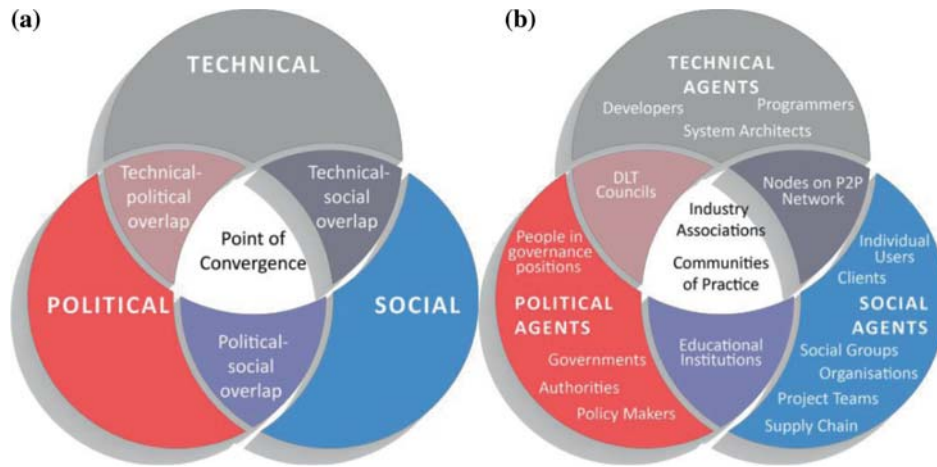 (a)
TECHNICAL
Technical-
political
overlap
Technical-
social
overlap
Point of
Convergence
POLITICAL
SOCIAL
Political-
social
overlap
(b)
TECHNICAL
AGENTS
Developers
Programmers
System Architects
DLT
Councils
Nodes on P2P
Network
Industry
Associations
Communities
of Practice
People in
governance
positions
Individual
Users
Clients
POLITICAL
AGENTS
SOCIAL
AGENTS
Educational
Institutions
Governments
Authorities
Policy Makers
Social Groups
Organisations
Project Teams
Supply Chain